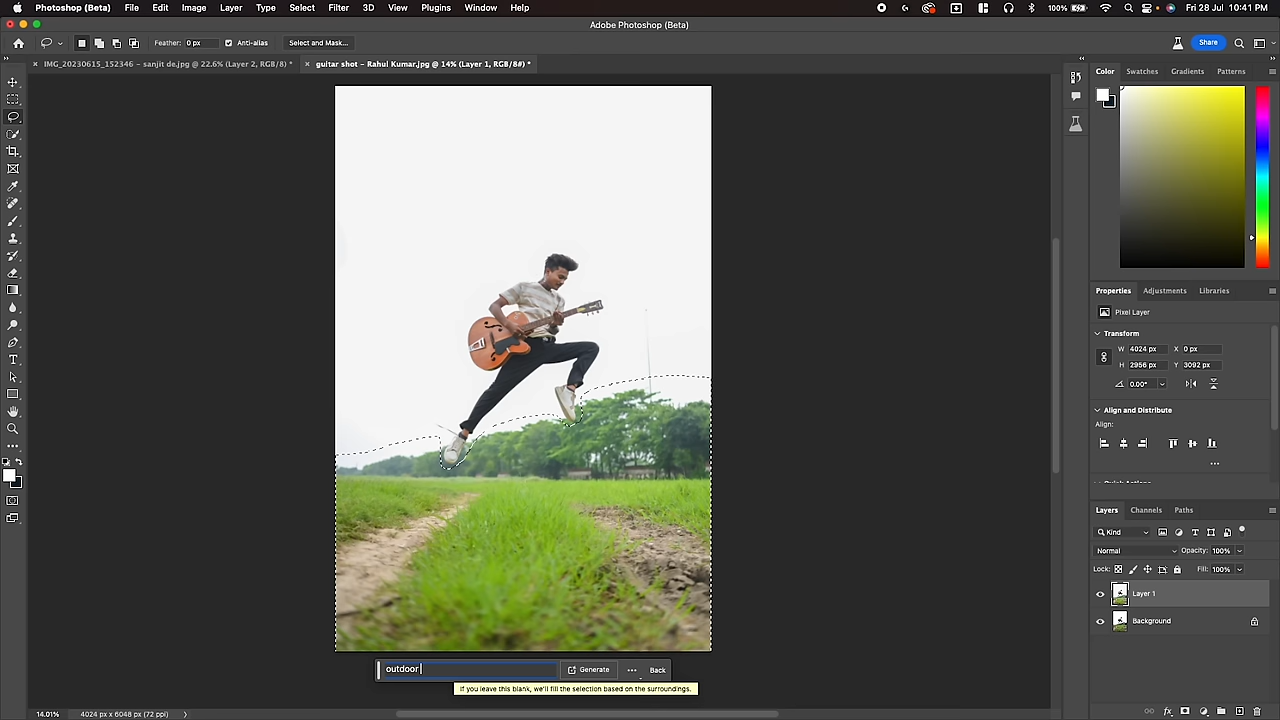 Photoshop (Beta) File Edit Image Layer Type Select Filter 3D View Plugins Window Help 100% Fri 28 Jul 10:41 PM
Adobe Photoshop (Beta)
Feather: 0 px Anti-alias Select and Mask... Share
IMG_20230615_152346 – sanjit de.jpg @ 22.6% (Layer 2, RGB/8) * guitar shot – Rahul Kumar.jpg @ 14% (Layer 1, RGB/8#) *
Color Swatches Gradients Patterns
Properties Adjustments Libraries
Pixel Layer
Transform
W 4024 px X 0 px
H 2956 px Y 3092 px
0.00°
Align and Distribute
Align:
Layers Channels Paths
Kind
Normal Opacity: 100%
Lock: Fill: 100%
Layer 1
Background
outdoor Generate Back
If you leave this blank, we'll fill the selection based on the surroundings.
14.01% 4024 px x 6048 px (72 ppi)